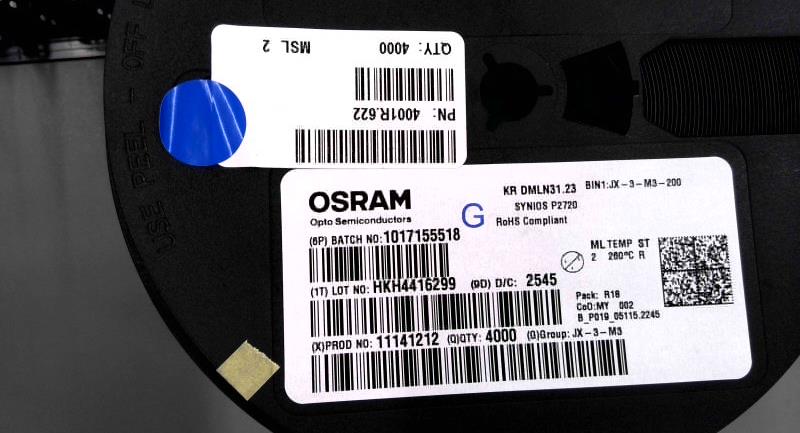 USE PEEL - OFF
QTY: 4000 MSL 2
PN: 4001R.622
OSRAM
Opto Semiconductors
G
KR DMLN31.23 BIN1:JX-3-M3-200
SYNIOS P2720
RoHS Compliant
(6P) BATCH NO: 1017155518
ML TEMP ST
2 260°C R
(1T) LOT NO: HKH4416299 (9D) D/C: 2545
Pack: R18
CoO:MY 002
B_P019_05115.2245
(X)PROD NO: 11141212 (Q)QTY: 4000 (G)Group: JX-3-M3